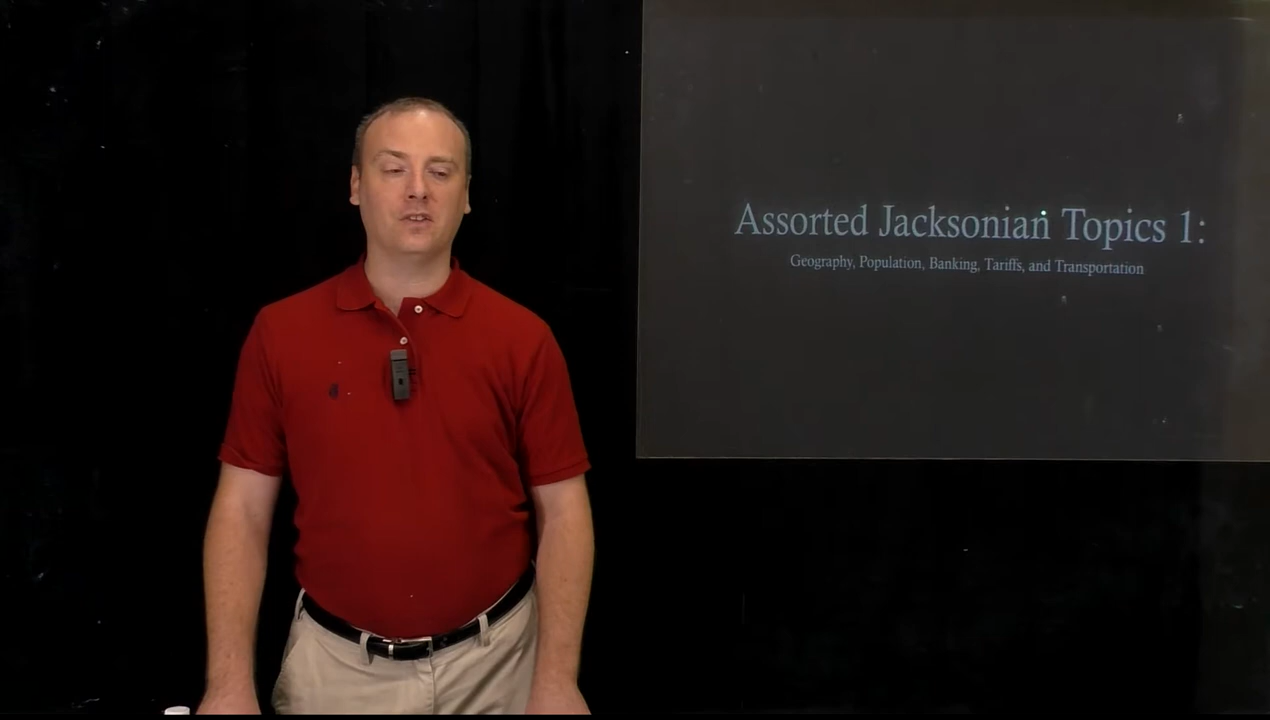 Assorted Jacksonian Topics 1:
Geography, Population, Banking, Tariffs, and Transportation